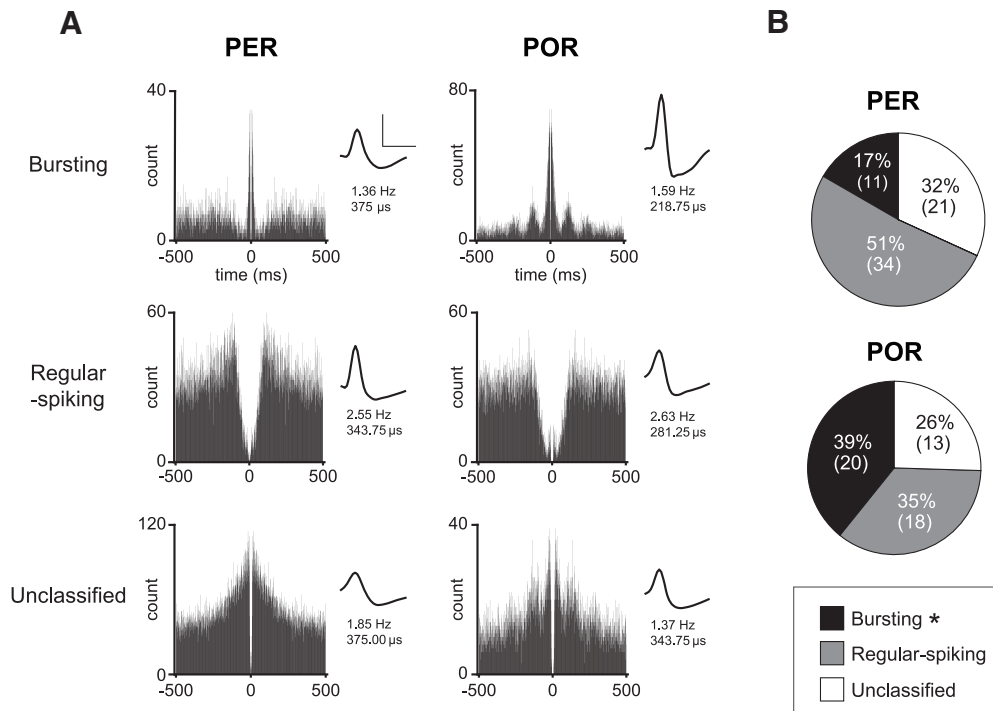 A
B
PER
POR
Bursting
count
40
0
-500
0
500
time (ms)
1.36 Hz
375 µs
count
80
0
-500
0
500
time (ms)
1.59 Hz
218.75 µs
Regular
-spiking
count
60
0
-500
0
500
2.55 Hz
343.75 µs
count
60
0
-500
0
500
2.63 Hz
281.25 µs
Unclassified
count
120
0
-500
0
500
1.85 Hz
375.00 µs
count
40
0
-500
0
500
1.37 Hz
343.75 µs
PER
17%
(11)
32%
(21)
51%
(34)
POR
39%
(20)
26%
(13)
35%
(18)
Bursting *
Regular-spiking
Unclassified